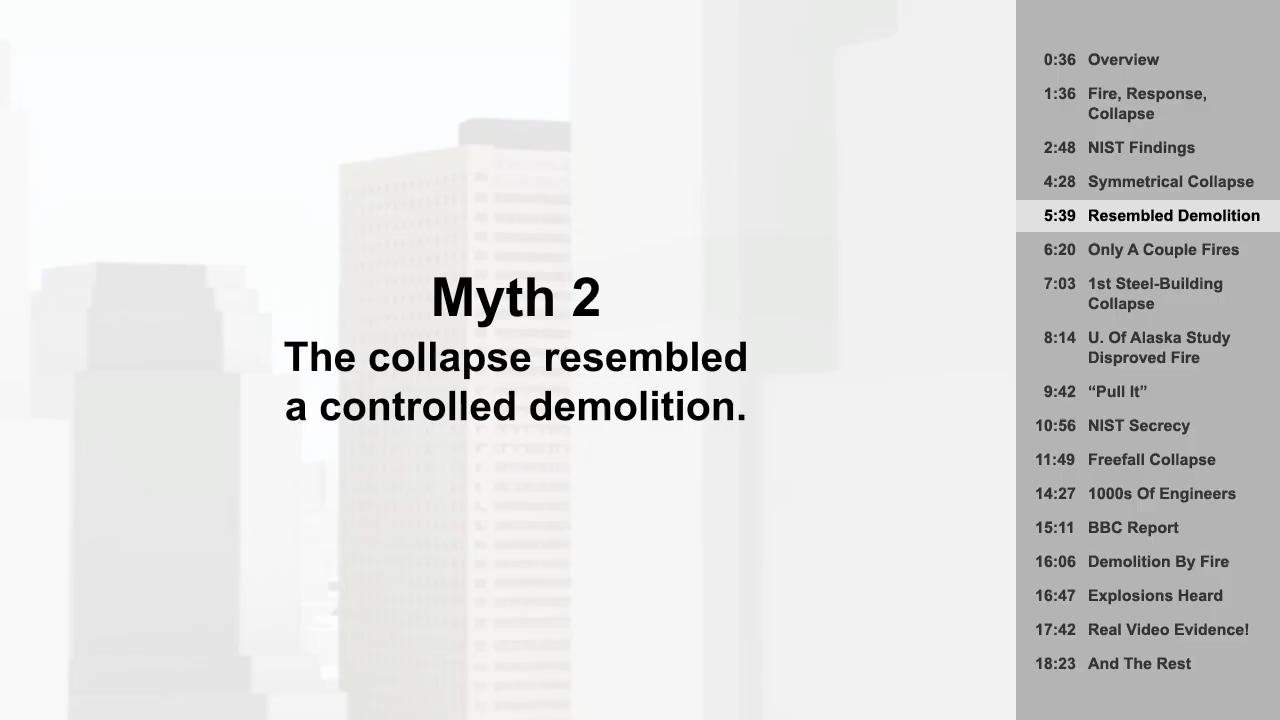 Myth 2
The collapse resembled
a controlled demolition.
0:36 Overview
1:36 Fire, Response,
Collapse
2:48 NIST Findings
4:28 Symmetrical Collapse
5:39 Resembled Demolition
6:20 Only A Couple Fires
7:03 1st Steel-Building
Collapse
8:14 U. Of Alaska Study
Disproved Fire
9:42 “Pull It”
10:56 NIST Secrecy
11:49 Freefall Collapse
14:27 1000s Of Engineers
15:11 BBC Report
16:06 Demolition By Fire
16:47 Explosions Heard
17:42 Real Video Evidence!
18:23 And The Rest